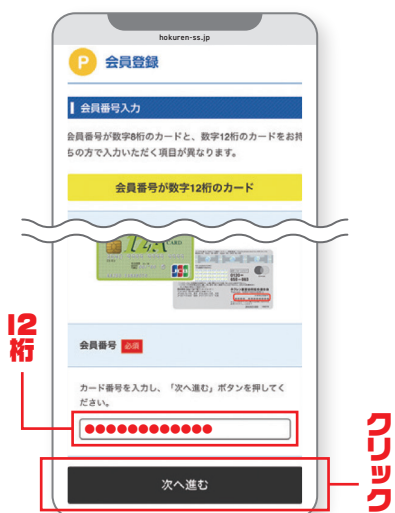 hokuren-ss.jp
P 会員登録
会員番号入力
会員番号が数字8桁のカードと、数字12桁のカードをお持
ちの方で入力いただく項目が異なります。
会員番号が数字12桁のカード
CARD
JCB
会員番号 必須
12桁
カード番号を入力し、「次へ進む」ボタンを押してく
ださい。
●●●●●●●●●●●●
次へ進む
クリック